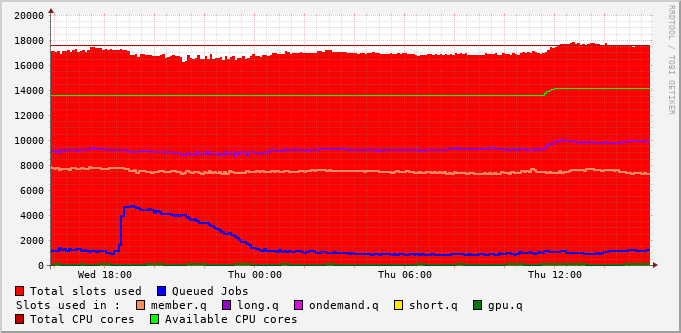 20000
18000
16000
14000
12000
10000
8000
6000
4000
2000
0
Wed 18:00 Thu 00:00 Thu 06:00 Thu 12:00
Total slots used Queued Jobs
Slots used in : member.q long.q ondemand.q short.q gpu.q
Total CPU cores Available CPU cores
RRDTOOL / TOBI OETIKER